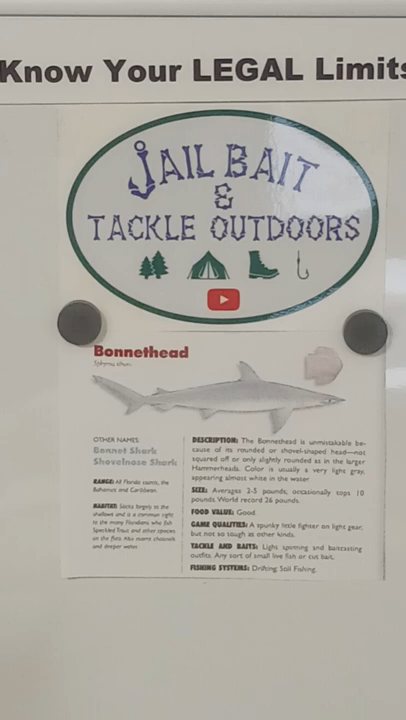 Know Your LEGAL Limits
JAIL BAIT
&
TACKLE OUTDOORS
Bonnethead
Sphyrna tiburo
OTHER NAMES:
Bonnet Shark
Shovelnose Shark
RANGE: All Florida coasts, the
Bahamas and Caribbean.
HABITAT: Sticks largely to the
shallows and is a common sight
to the many Floridians who fish
Speckled Trout and other species
on the flats. Also roams channels
and deeper water.
DESCRIPTION: The Bonnethead is unmistakable be-
cause of its rounded or shovel-shaped head—not
squared off or only slightly rounded as in the larger
Hammerheads. Color is usually a very light gray,
appearing almost white in the water.
SIZE: Averages 2-5 pounds; occasionally tops 10
pounds. World record 26 pounds.
FOOD VALUE: Good.
GAME QUALITIES: A spunky little fighter on light gear,
but not so tough as other kinds.
TACKLE AND BAITS: Light spinning and baitcasting
outfits. Any sort of small live fish or cut bait.
FISHING SYSTEMS: Drifting; Still Fishing.